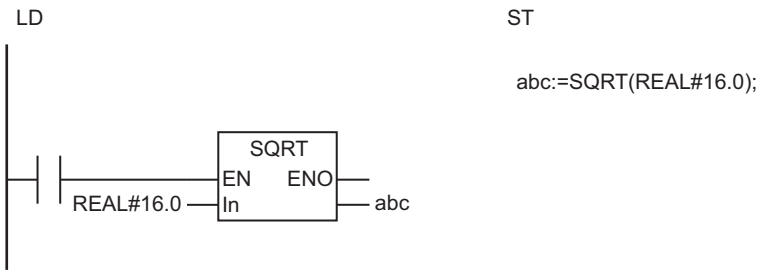 LD
ST
abc:=SQRT(REAL#16.0);
SQRT
EN ENO
REAL#16.0 In abc